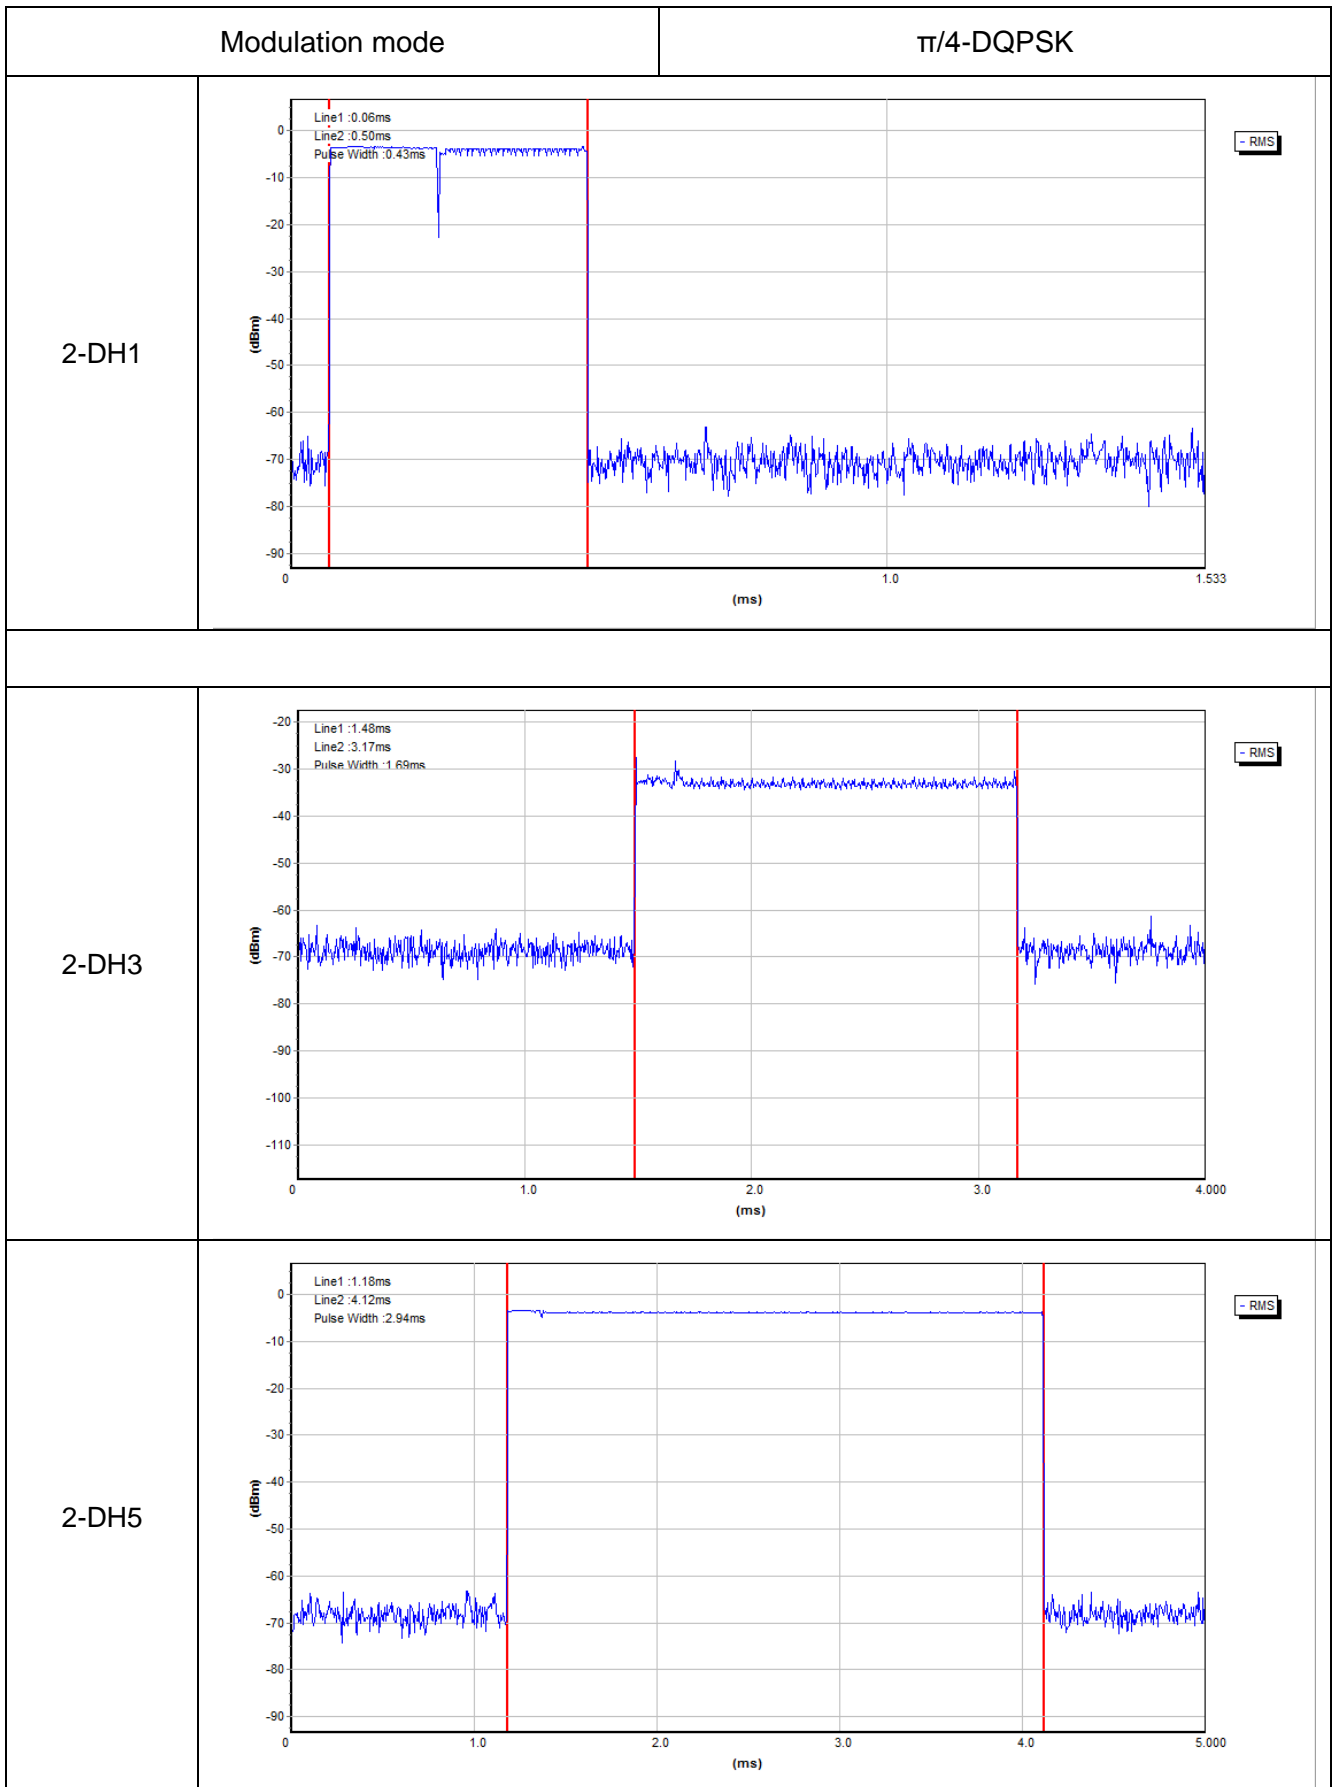 Modulation mode π/4-DQPSK
2-DH1
Line1 :0.06ms
Line2 :0.50ms
Pulse Width :0.43ms
- RMS
0
-10
-20
-30
-40
-50
-60
-70
-80
-90
(dBm)
0 1.0 1.533
(ms)
2-DH3
Line1 :1.48ms
Line2 :3.17ms
Pulse Width :1.69ms
- RMS
-20
-30
-40
-50
-60
-70
-80
-90
-100
-110
(dBm)
0 1.0 2.0 3.0 4.000
(ms)
2-DH5
Line1 :1.18ms
Line2 :4.12ms
Pulse Width :2.94ms
- RMS
0
-10
-20
-30
-40
-50
-60
-70
-80
-90
(dBm)
0 1.0 2.0 3.0 4.0 5.000
(ms)